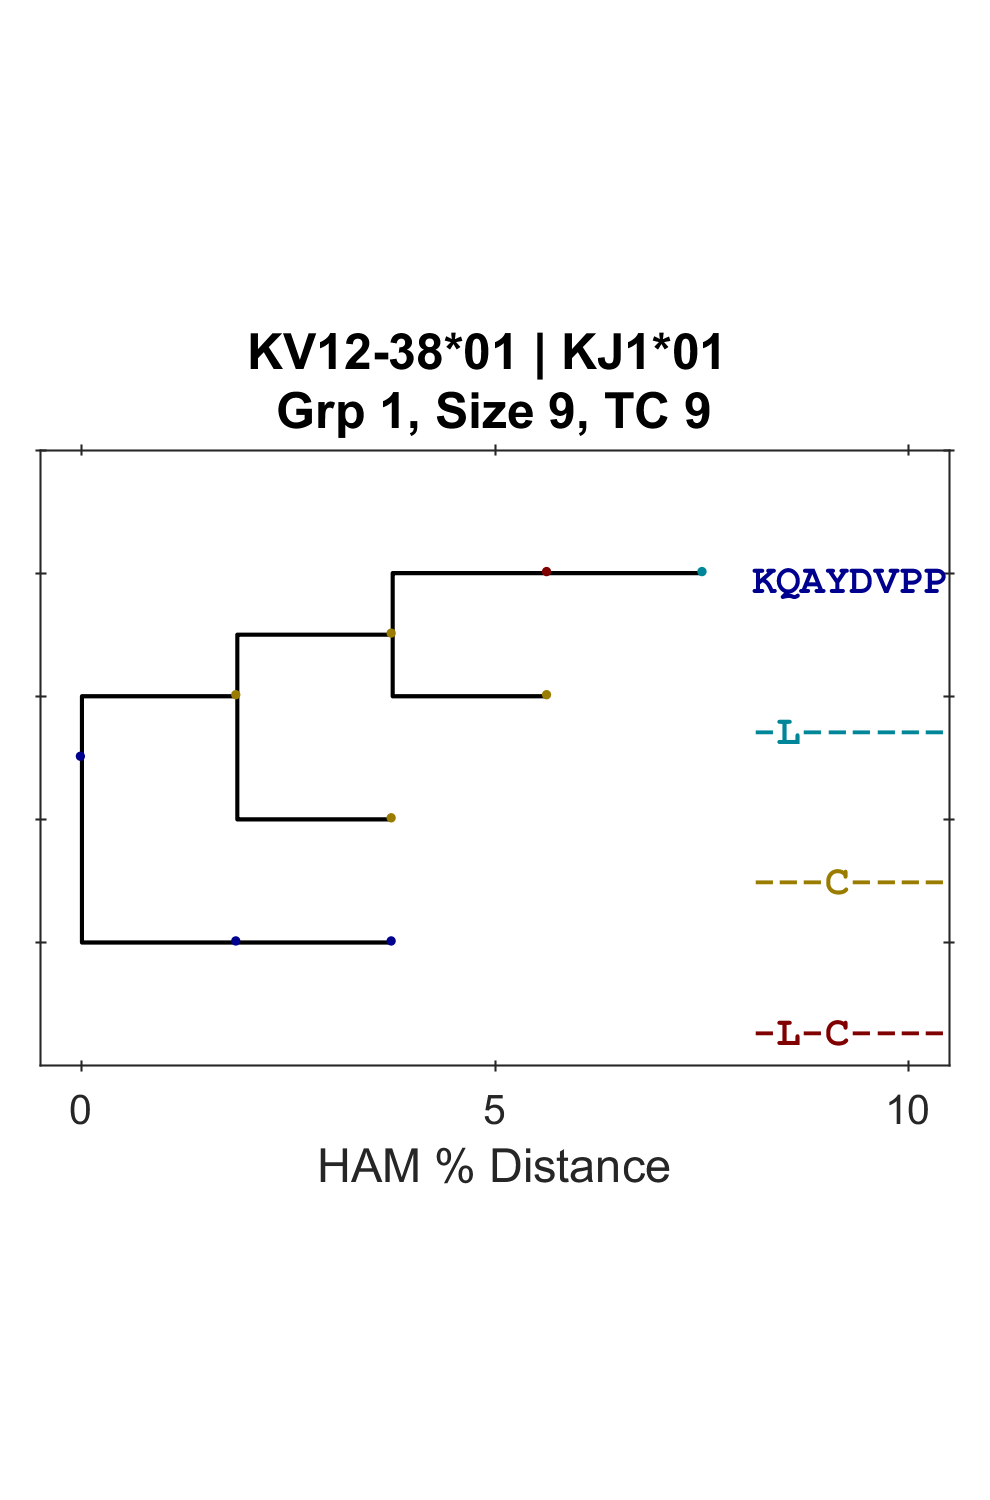 KV12-38*01 | KJ1*01
Grp 1, Size 9, TC 9
KQAYDVPP
-L------
---C----
-L-C----
0 5 10
HAM % Distance